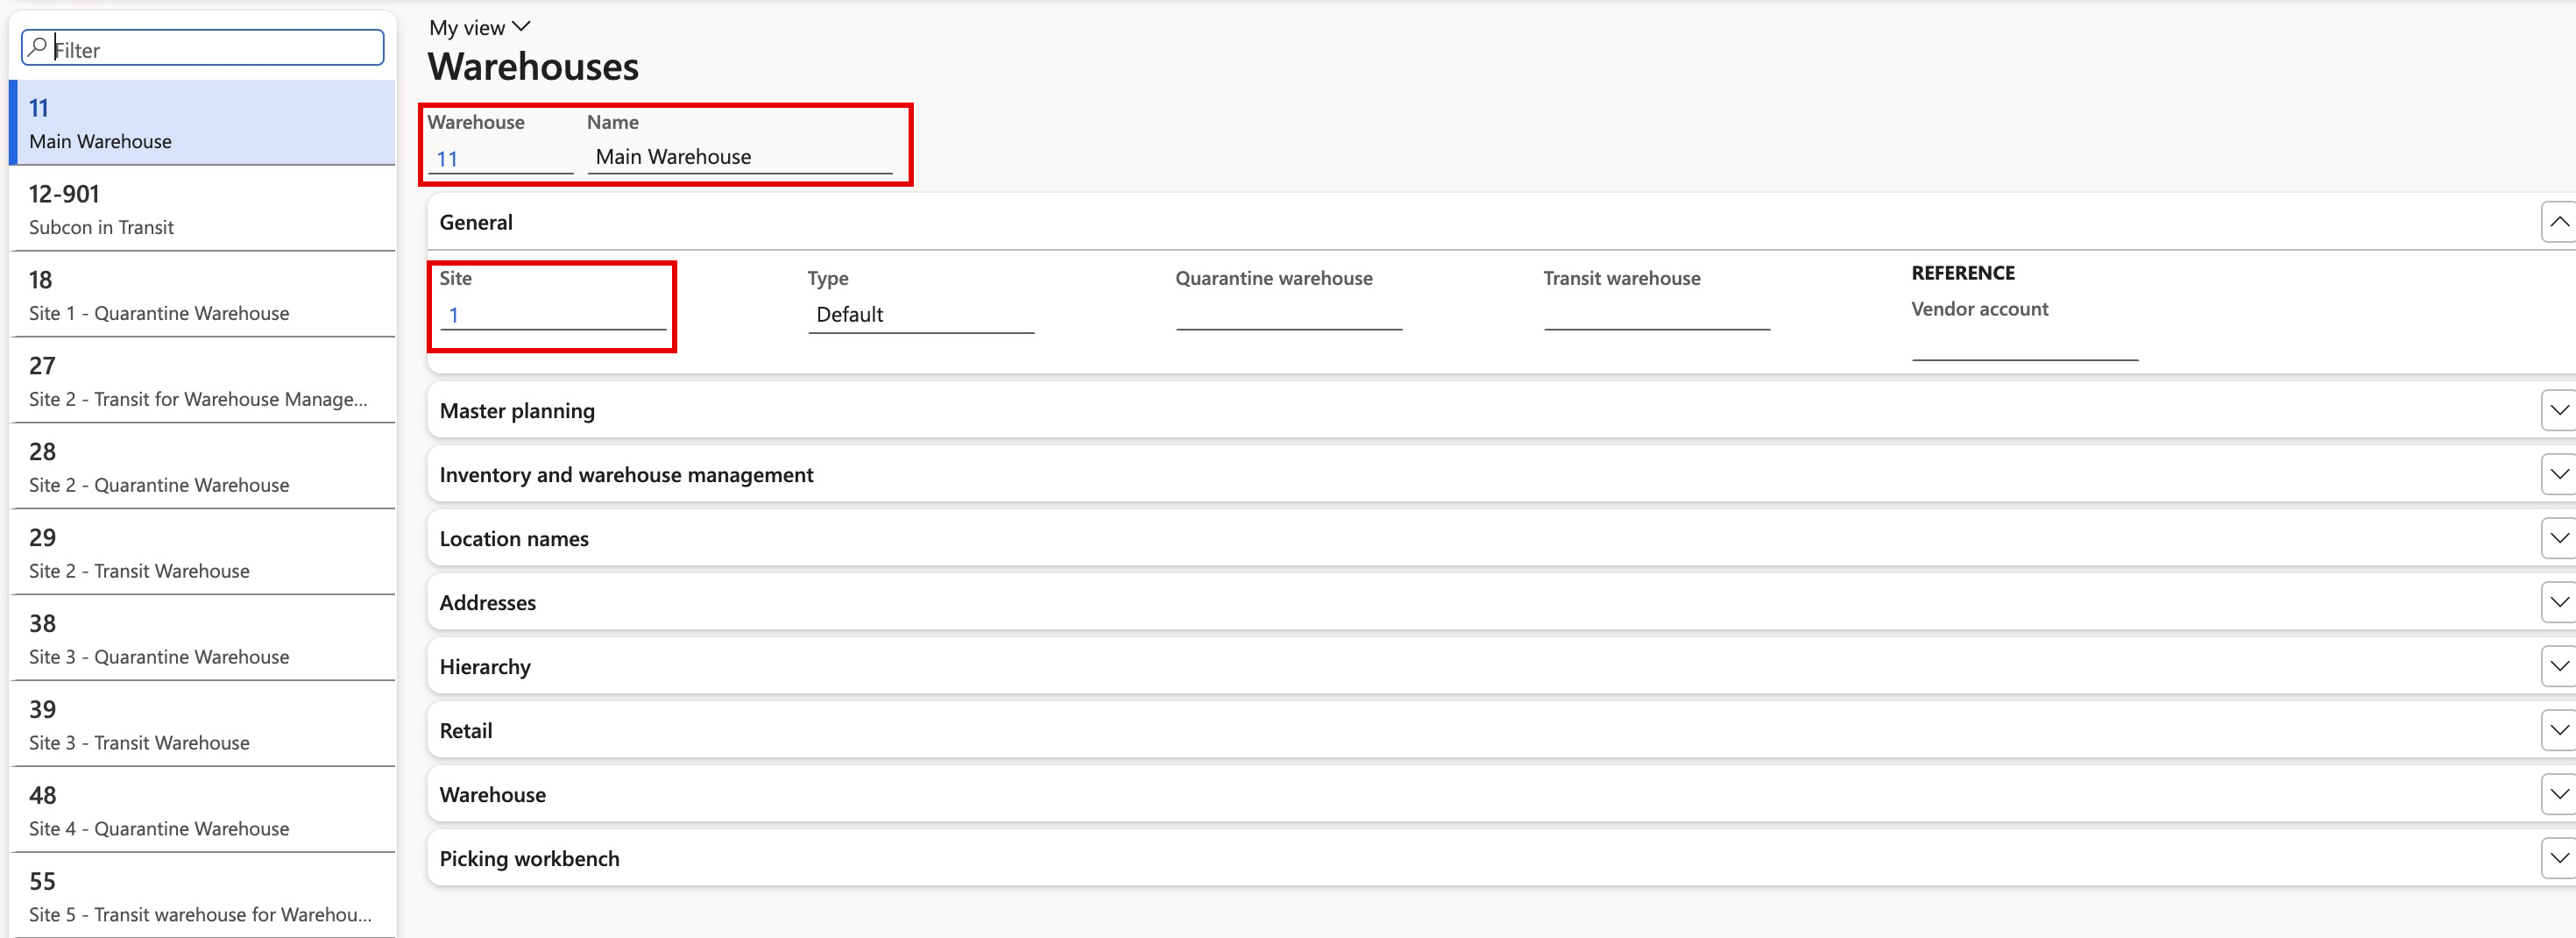 Filter
11
Main Warehouse
12-901
Subcon in Transit
18
Site 1 - Quarantine Warehouse
27
Site 2 - Transit for Warehouse Manage...
28
Site 2 - Quarantine Warehouse
29
Site 2 - Transit Warehouse
38
Site 3 - Quarantine Warehouse
39
Site 3 - Transit Warehouse
48
Site 4 - Quarantine Warehouse
55
Site 5 - Transit warehouse for Warehou...
My view
Warehouses
Warehouse Name
11 Main Warehouse
General
Site Type Quarantine warehouse Transit warehouse REFERENCE
Vendor account
1 Default
Master planning
Inventory and warehouse management
Location names
Addresses
Hierarchy
Retail
Warehouse
Picking workbench